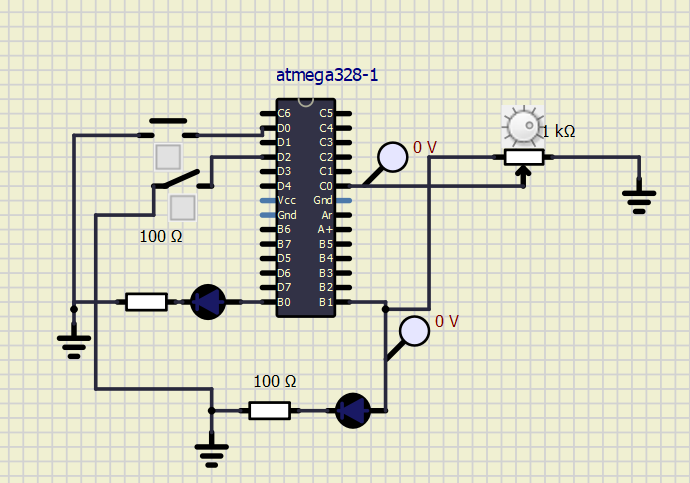 atmega328-1
C6 C5
D0 C4
D1 C3
D2 C2
D3 C1
D4 C0
Vcc Gnd
Gnd Ar
B6 A+
B7 B5
D5 B4
D6 B3
D7 B2
B0 B1
0 V
1 kΩ
100 Ω
0 V
100 Ω